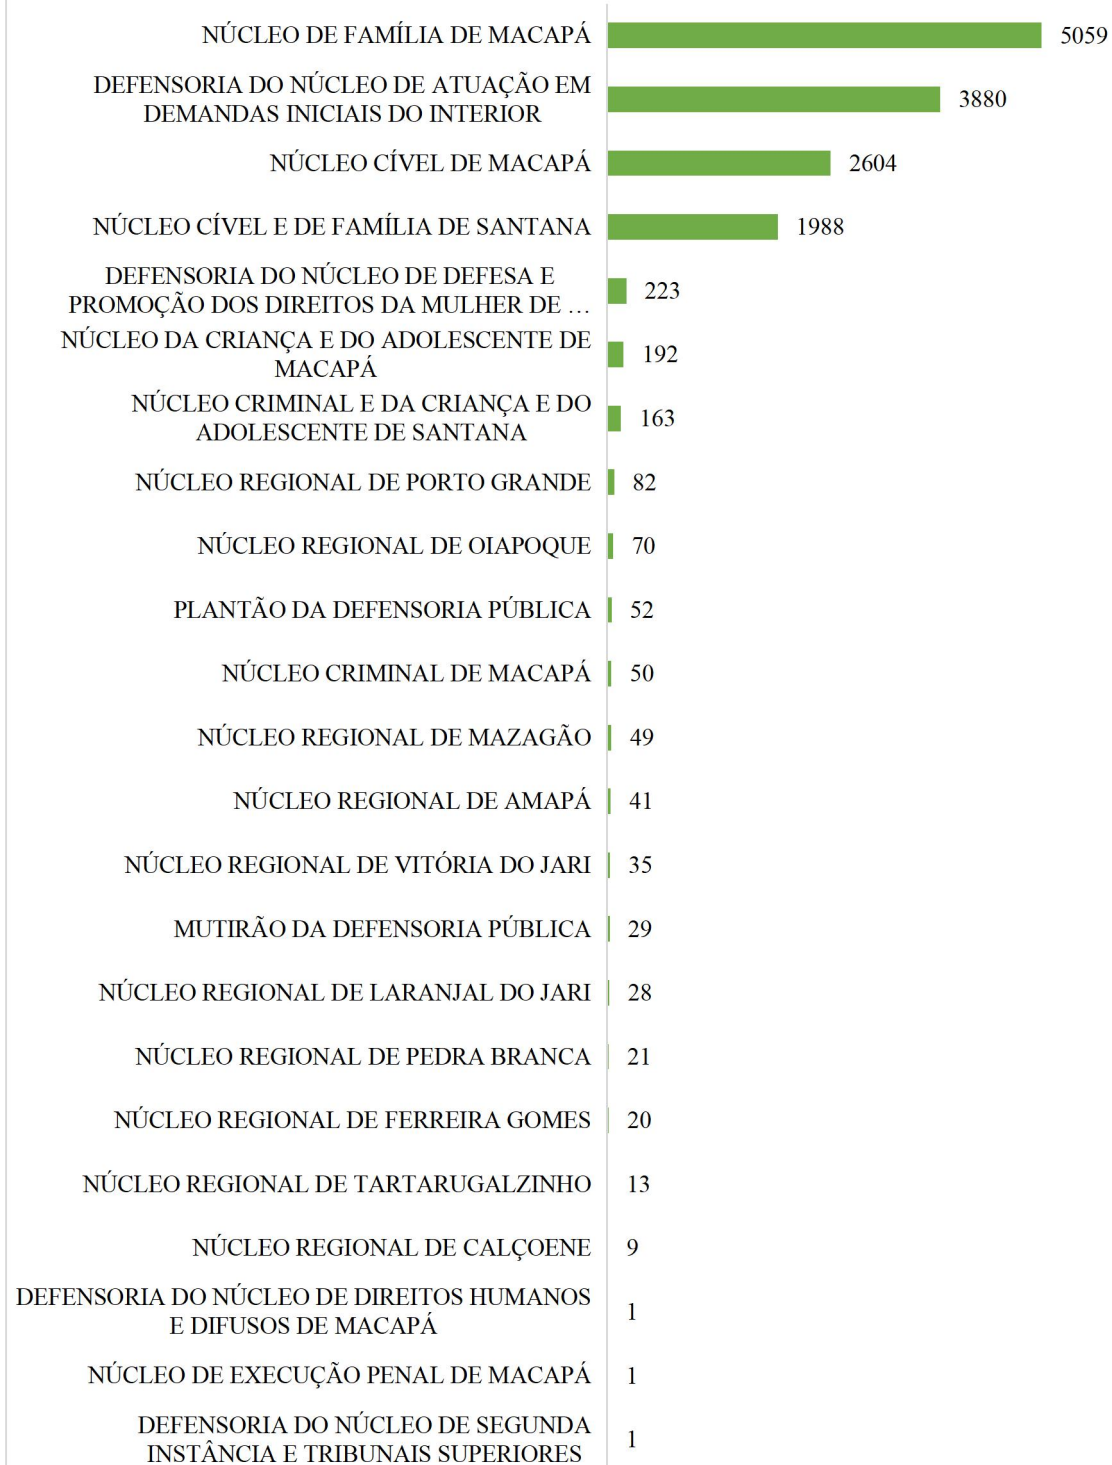 NÚCLEO DE FAMÍLIA DE MACAPÁ 5059
DEFENSORIA DO NÚCLEO DE ATUAÇÃO EM
DEMANDAS INICIAIS DO INTERIOR 3880
NÚCLEO CÍVEL DE MACAPÁ 2604
NÚCLEO CÍVEL E DE FAMÍLIA DE SANTANA 1988
DEFENSORIA DO NÚCLEO DE DEFESA E
PROMOÇÃO DOS DIREITOS DA MULHER DE … 223
NÚCLEO DA CRIANÇA E DO ADOLESCENTE DE
MACAPÁ 192
NÚCLEO CRIMINAL E DA CRIANÇA E DO
ADOLESCENTE DE SANTANA 163
NÚCLEO REGIONAL DE PORTO GRANDE 82
NÚCLEO REGIONAL DE OIAPOQUE 70
PLANTÃO DA DEFENSORIA PÚBLICA 52
NÚCLEO CRIMINAL DE MACAPÁ 50
NÚCLEO REGIONAL DE MAZAGÃO 49
NÚCLEO REGIONAL DE AMAPÁ 41
NÚCLEO REGIONAL DE VITÓRIA DO JARI 35
MUTIRÃO DA DEFENSORIA PÚBLICA 29
NÚCLEO REGIONAL DE LARANJAL DO JARI 28
NÚCLEO REGIONAL DE PEDRA BRANCA 21
NÚCLEO REGIONAL DE FERREIRA GOMES 20
NÚCLEO REGIONAL DE TARTARUGALZINHO 13
NÚCLEO REGIONAL DE CALÇOENE 9
DEFENSORIA DO NÚCLEO DE DIREITOS HUMANOS
E DIFUSOS DE MACAPÁ 1
NÚCLEO DE EXECUÇÃO PENAL DE MACAPÁ 1
DEFENSORIA DO NÚCLEO DE SEGUNDA
INSTÂNCIA E TRIBUNAIS SUPERIORES 1